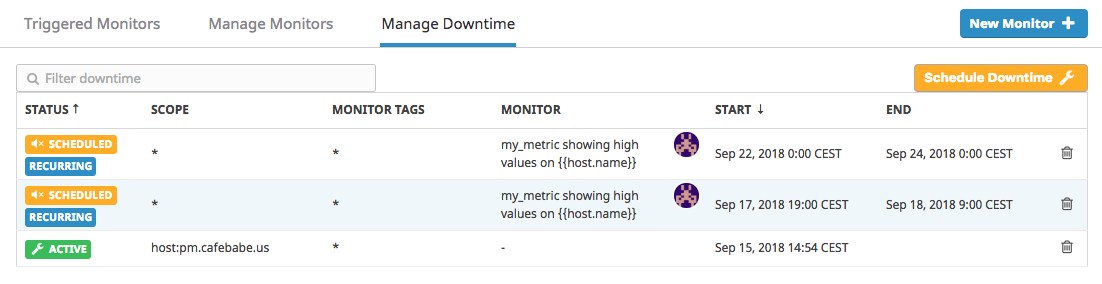 Triggered Monitors Manage Monitors Manage Downtime New Monitor +
Filter downtime Schedule Downtime
STATUS ↑ SCOPE MONITOR TAGS MONITOR START ↓ END
SCHEDULED RECURRING * * my_metric showing high values on {{host.name}} Sep 22, 2018 0:00 CEST Sep 24, 2018 0:00 CEST
SCHEDULED RECURRING * * my_metric showing high values on {{host.name}} Sep 17, 2018 19:00 CEST Sep 18, 2018 9:00 CEST
ACTIVE host:pm.cafebabe.us * - Sep 15, 2018 14:54 CEST